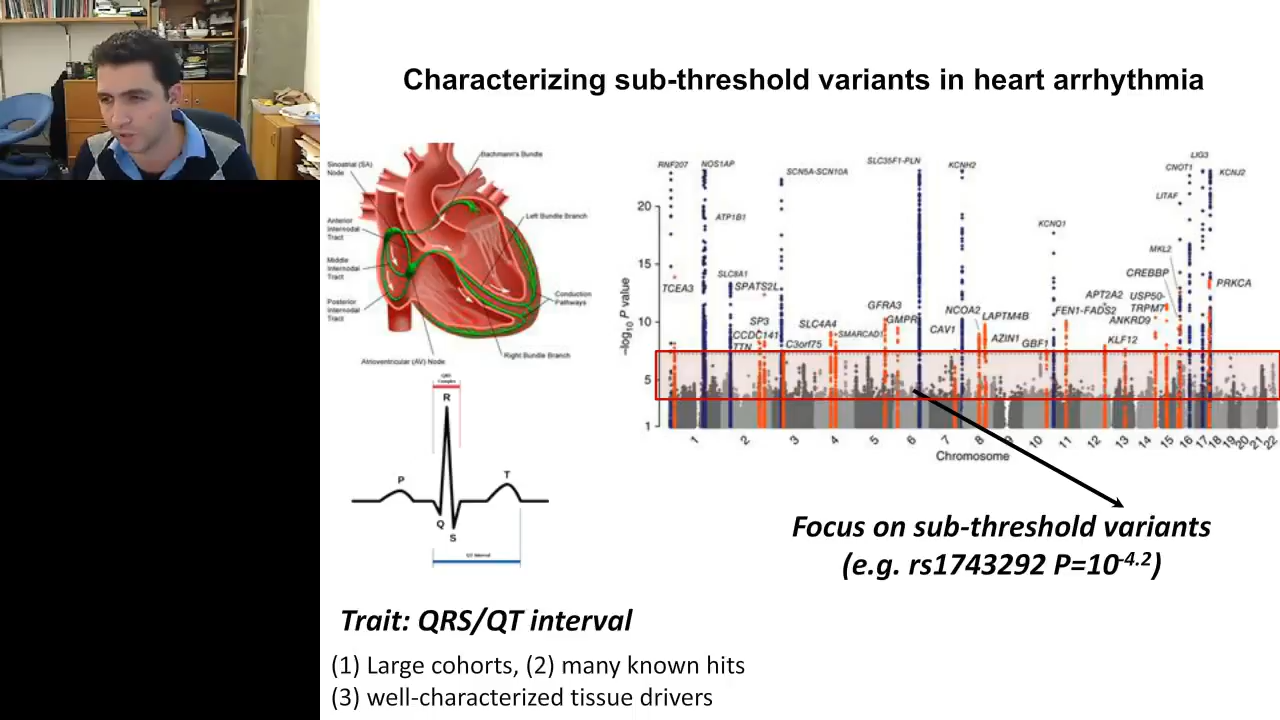 Characterizing sub-threshold variants in heart arrhythmia
Bachmann's Bundle
Sinoatrial (SA)
Node
Anterior
Internodal
Tract
Middle
Internodal
Tract
Posterior
Internodal
Tract
Left Bundle Branch
Conduction
Pathways
Right Bundle Branch
Atrioventricular (AV) Node
QRS
Complex
R
P
T
Q
S
QT Interval
Trait: QRS/QT interval
(1) Large cohorts, (2) many known hits
(3) well-characterized tissue drivers
–log10 P value
20
15
10
5
1
RNF207
NOS1AP
SCN5A-SCN10A
SLC35F1-PLN
KCNH2
LIG3
CNOT1
KCNJ2
LITAF
ATP1B1
KCNQ1
MKL2
SLC8A1
TCEA3
SPATS2L
CREBBP
PRKCA
APT2A2
USP50-
TRPM7
GFRA3
NCOA2
LAPTM4B
FEN1-FADS2
SP3
SLC4A4
GMPR
ANKRD9
CCDC141-
TTN
SMARCAD1
CAV1
C3orf75
AZIN1
GBF1
KLF12
1 2 3 4 5 6 7 8 9 10 11 12 13 14 15 16 17 18 19 20 21 22
Chromosome
Focus on sub-threshold variants
(e.g. rs1743292 P=10-4.2)